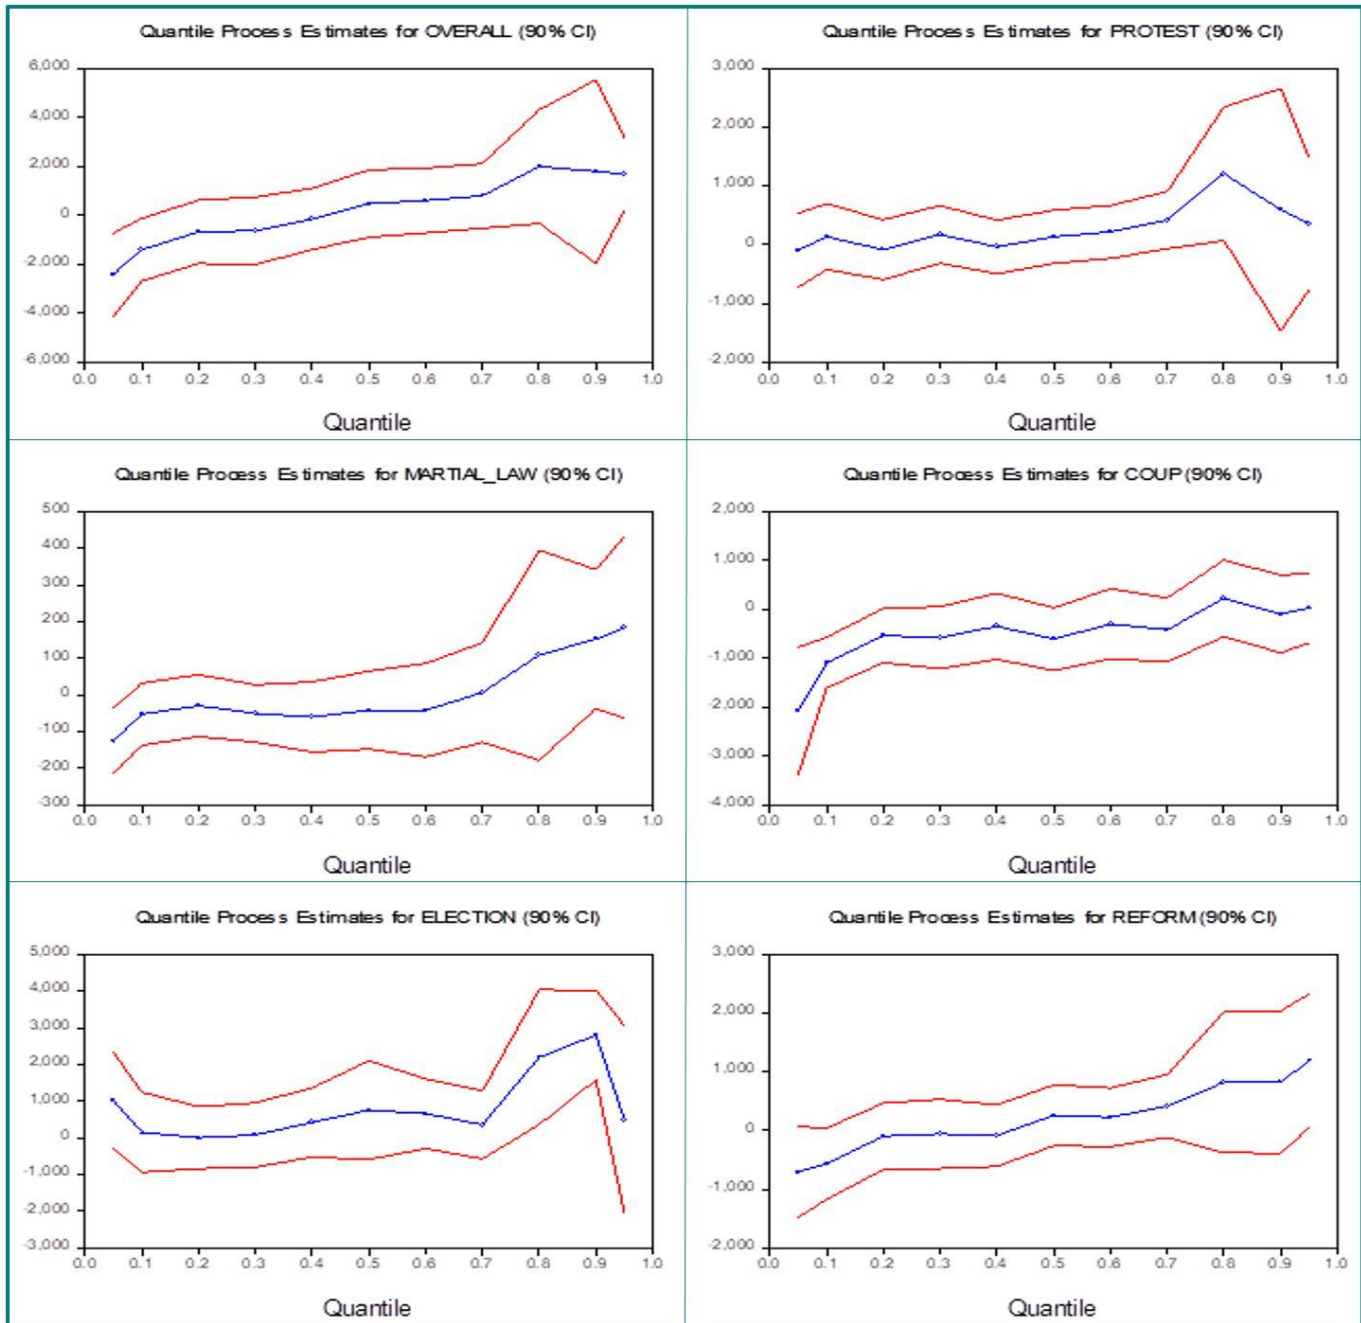 Quantile Process Estimates for OVERALL (90% CI)
6,000
4,000
2,000
0
-2,000
-4,000
-6,000
0.0 0.1 0.2 0.3 0.4 0.5 0.6 0.7 0.8 0.9 1.0
Quantile
Quantile Process Estimates for PROTEST (90% CI)
3,000
2,000
1,000
0
-1,000
-2,000
0.0 0.1 0.2 0.3 0.4 0.5 0.6 0.7 0.8 0.9 1.0
Quantile
Quantile Process Estimates for MARTIAL_LAW (90% CI)
500
400
300
200
100
0
-100
-200
-300
0.0 0.1 0.2 0.3 0.4 0.5 0.6 0.7 0.8 0.9 1.0
Quantile
Quantile Process Estimates for COUP (90% CI)
2,000
1,000
0
-1,000
-2,000
-3,000
-4,000
0.0 0.1 0.2 0.3 0.4 0.5 0.6 0.7 0.8 0.9 1.0
Quantile
Quantile Process Estimates for ELECTION (90% CI)
5,000
4,000
3,000
2,000
1,000
0
-1,000
-2,000
-3,000
0.0 0.1 0.2 0.3 0.4 0.5 0.6 0.7 0.8 0.9 1.0
Quantile
Quantile Process Estimates for REFORM (90% CI)
3,000
2,000
1,000
0
-1,000
-2,000
0.0 0.1 0.2 0.3 0.4 0.5 0.6 0.7 0.8 0.9 1.0
Quantile